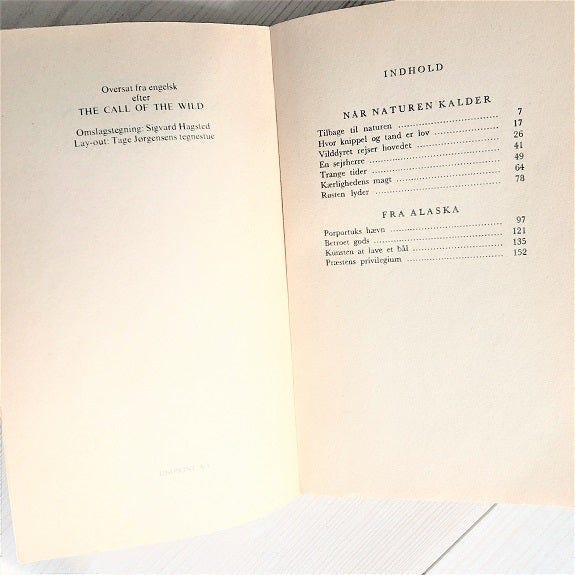 Oversat fra engelsk
efter
THE CALL OF THE WILD
Omslagstegning: Sigvard Hagsted
Lay-out: Tage Jørgensens tegnestue
INDHOLD
NÅR NATUREN KALDER
Tilbage til naturen 7
Hvor knippel og tand er lov 17
Vilddyret rejser hovedet 26
En sejrherre 41
Trange tider 49
Kærlighedens magt 64
Røsten lyder 78
FRA ALASKA
Porportuks hævn 97
Betroet gods 121
Kunsten at lave et bål 135
Præstens privilegium 152